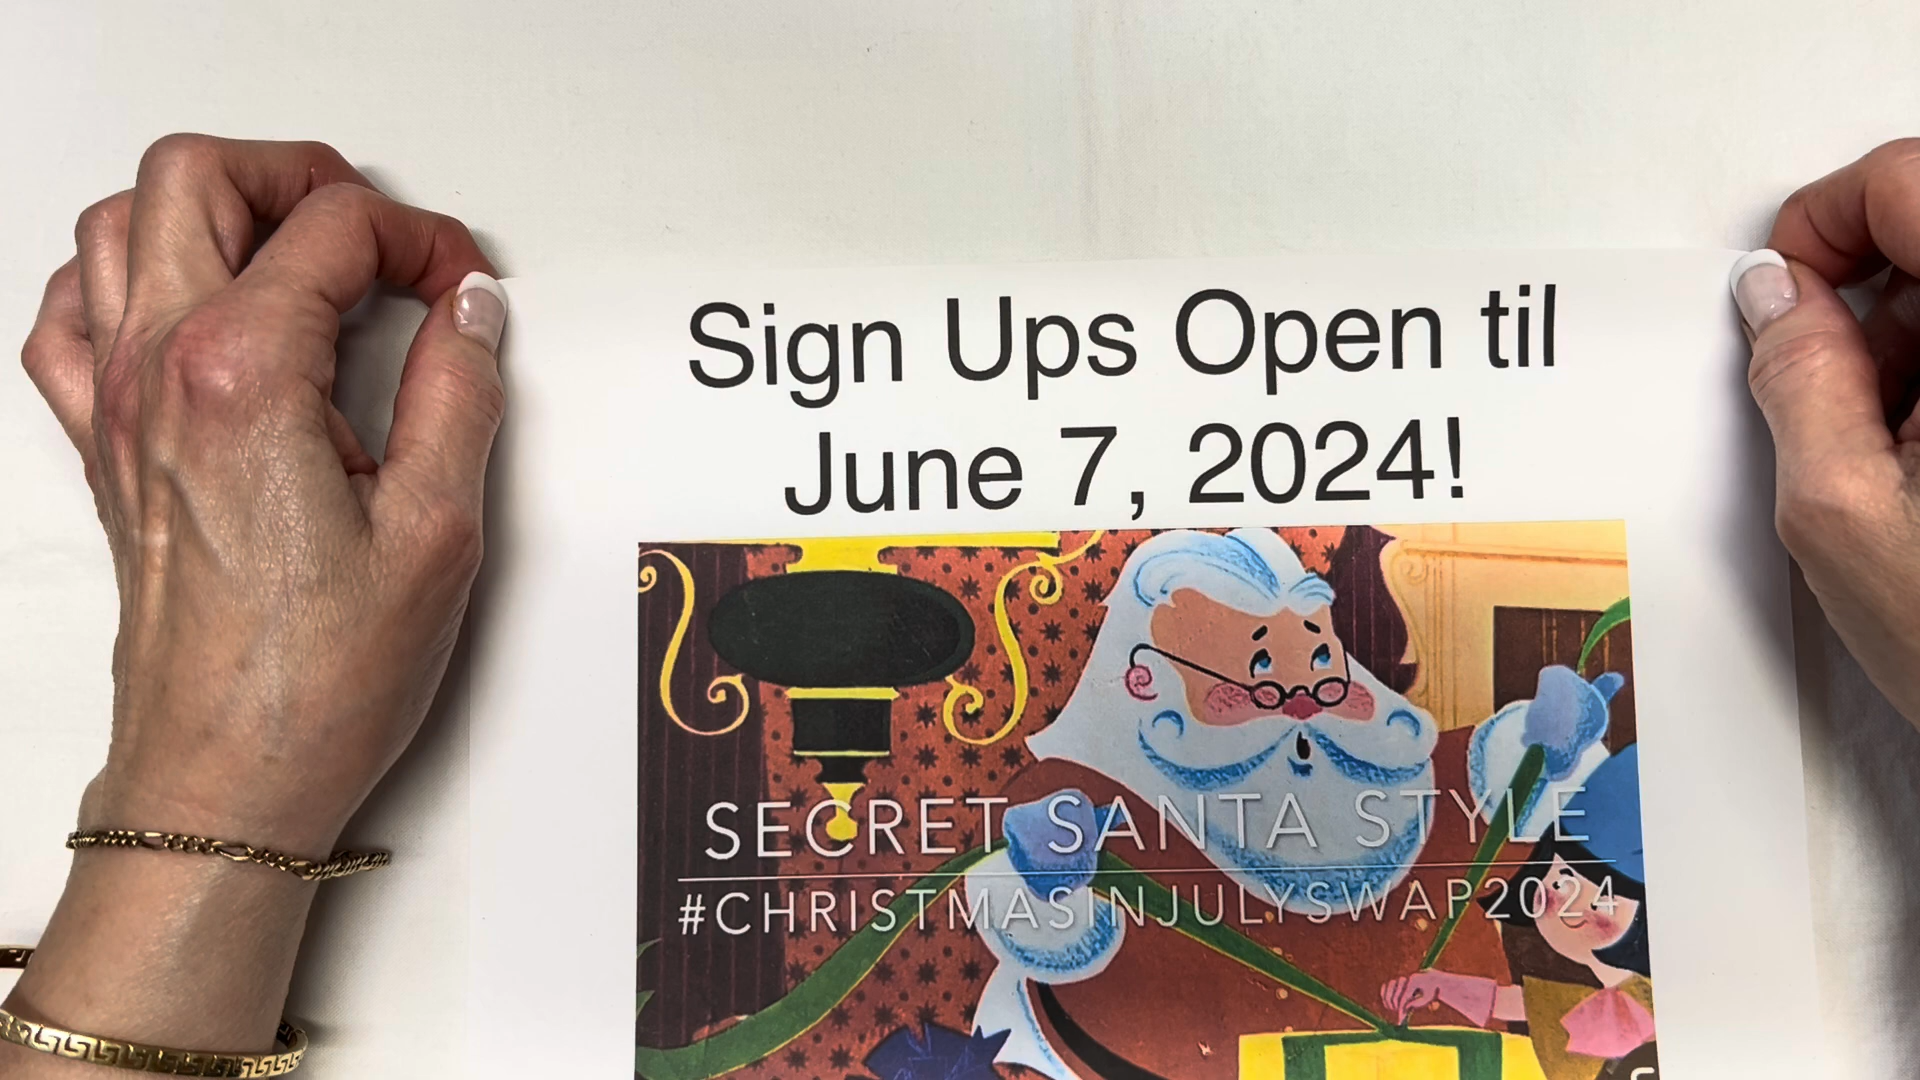 Sign Ups Open til
June 7, 2024!
SECRET SANTA STYLE
#CHRISTMASINJULYSWAP2024